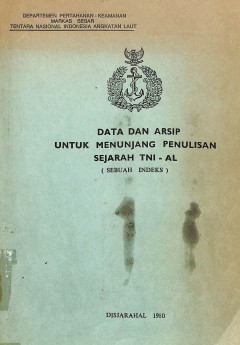 DEPARTEMEN PERTAHANAN - KEAMANAN
MARKAS BESAR
TENTARA NASIONAL INDONESIA ANGKATAN LAUT
DATA DAN ARSIP
UNTUK MENUNJANG PENULISAN
SEJARAH TNI - AL
( SEBUAH INDEKS )
DISJARAHAL 1980